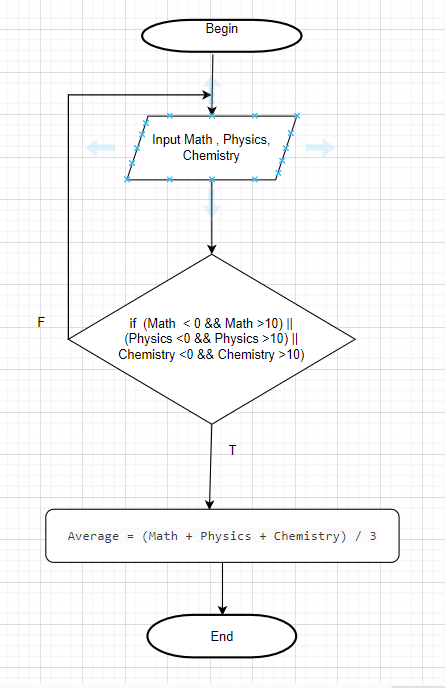 Begin
Input Math , Physics,
Chemistry
if (Math < 0 && Math >10) ||
(Physics <0 && Physics >10) ||
Chemistry <0 && Chemistry >10)
F
T
Average = (Math + Physics + Chemistry) / 3
End